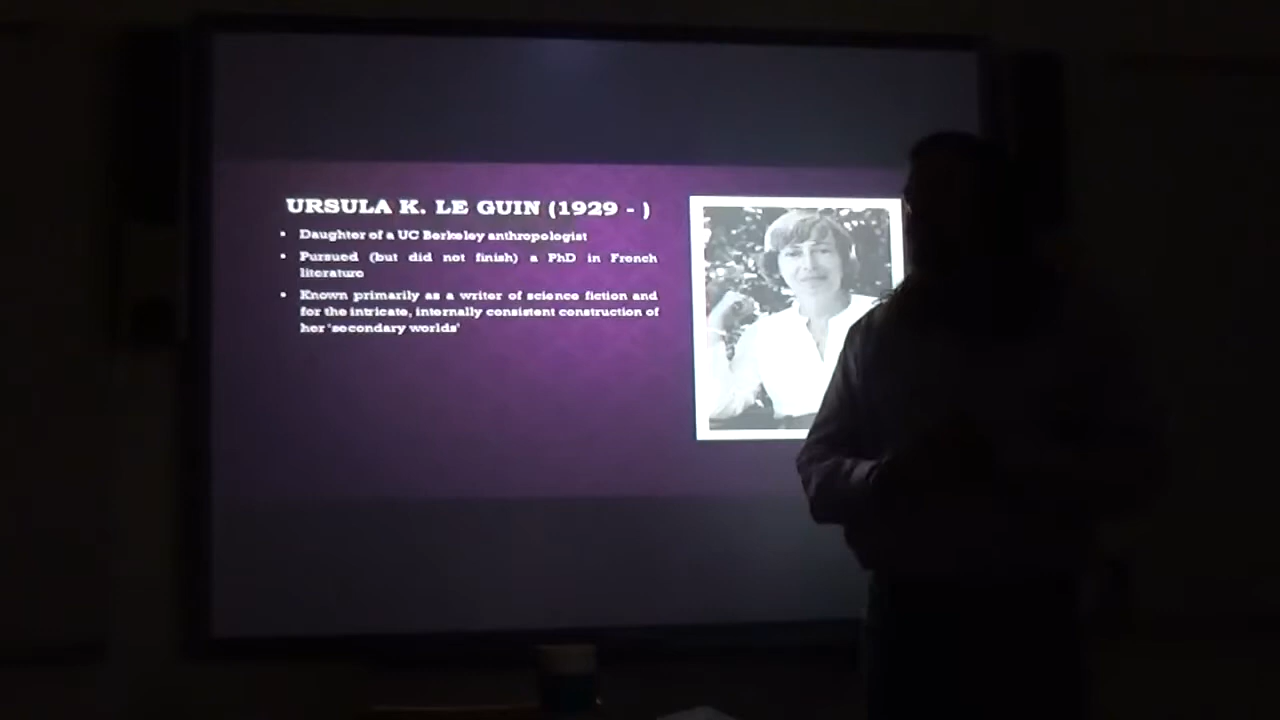 URSULA K. LE GUIN (1929 - )
• Daughter of a UC Berkeley anthropologist
• Pursued (but did not finish) a PhD in French
literature
• Known primarily as a writer of science fiction and
for the intricate, internally consistent construction of
her 'secondary worlds'